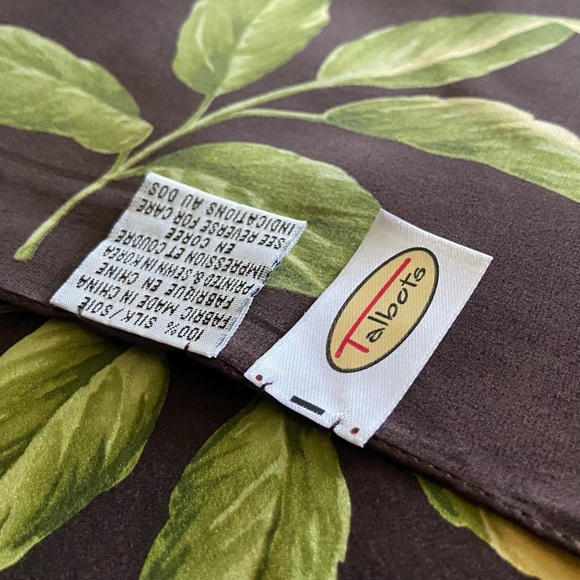 100% SILK / SOIE
FABRIC MADE IN CHINA
FABRIQUE EN CHINE
PRINTED & SEWN IN KOREA
IMPRESSION ET COUDRE
EN COREE
SEE REVERSE FOR CARE
INDICATIONS AU DOS
Talbots